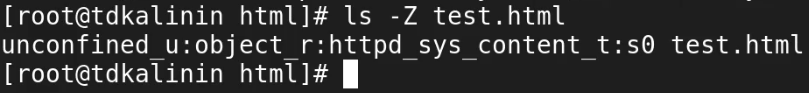 [root@tdkalinin html]# ls -Z test.html
unconfined_u:object_r:httpd_sys_content_t:s0 test.html
[root@tdkalinin html]#